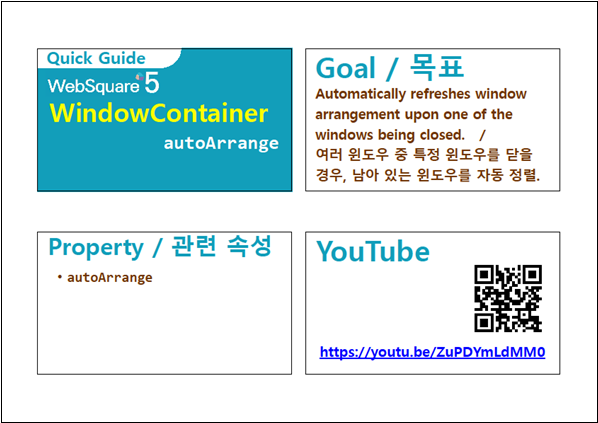 Quick Guide
WebSquare 5
WindowContainer
autoArrange
Goal / 목표
Automatically refreshes window
arrangement upon one of the
windows being closed. /
여러 윈도우 중 특정 윈도우를 닫을
경우, 남아 있는 윈도우를 자동 정렬.
Property / 관련 속성
• autoArrange
YouTube
https://youtu.be/ZuPDYmLdMM0